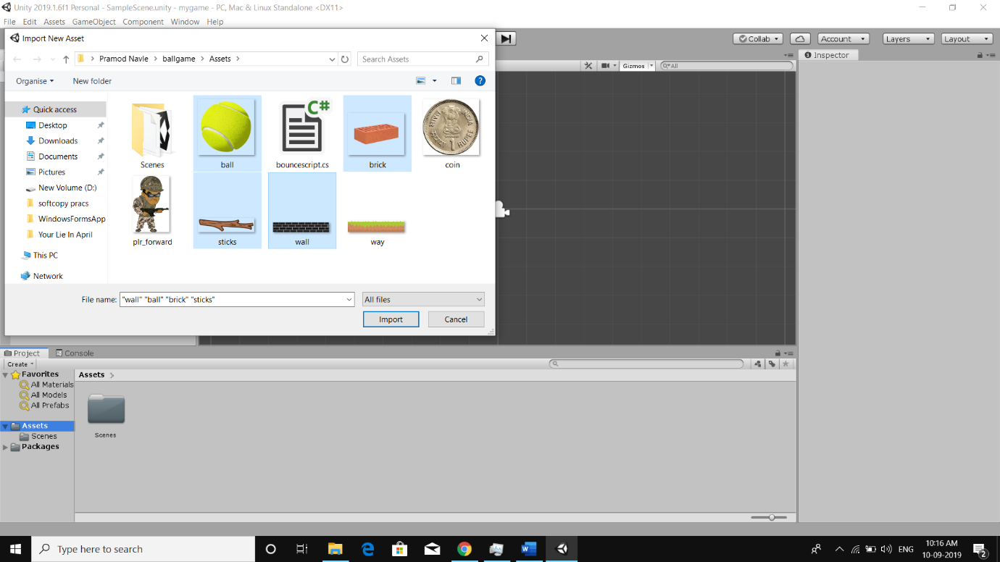 Unity 2019.1.6f1 Personal - SampleScene.unity - mygame - PC, Mac & Linux Standalone <DX11>
File Edit Assets GameObject Component Window Help
Import New Asset
Collab Account Layers Layout
Pramod Navle > ballgame > Assets >
Search Assets
Inspector
Gizmos
All
Organise New folder
Quick access
Desktop
Downloads
Documents
Pictures
New Volume (D:)
softcopy pracs
WindowsFormsApp
Your Lie In April
This PC
Network
C#
Scenes ball bouncescript.cs brick coin
plr_forward sticks wall way
File name: "wall" "ball" "brick" "sticks" All files
Import Cancel
Project Console
Create
Favorites
All Materials
All Models
All Prefabs
Assets
Scenes
Packages
Assets
Scenes
Type here to search
ENG
10:16 AM
10-09-2019
2